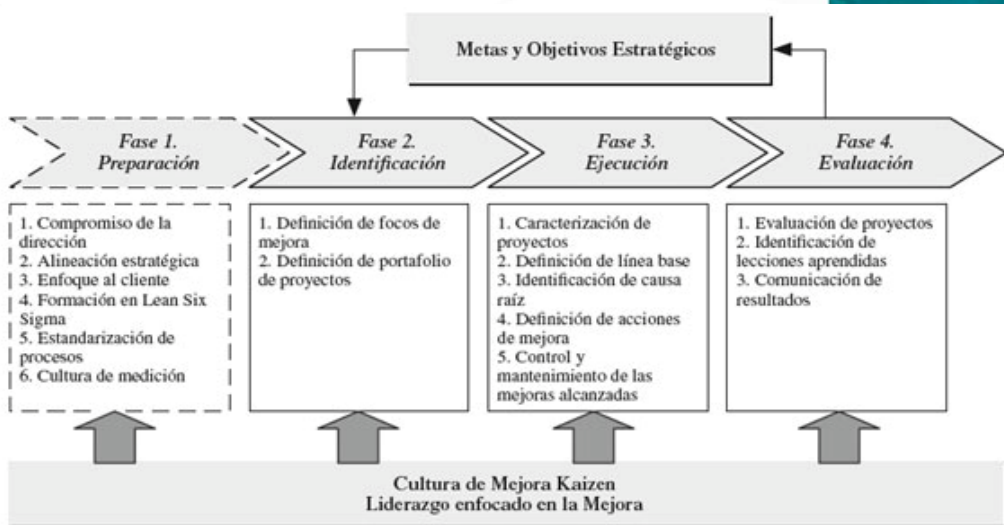 Metas y Objetivos Estratégicos
Fase 1.
Preparación
Fase 2.
Identificación
Fase 3.
Ejecución
Fase 4.
Evaluación
1. Compromiso de la
dirección
2. Alineación estratégica
3. Enfoque al cliente
4. Formación en Lean Six
Sigma
5. Estandarización de
procesos
6. Cultura de medición
1. Definición de focos de
mejora
2. Definición de portafolio
de proyectos
1. Caracterización de
proyectos
2. Definición de línea base
3. Identificación de causa
raíz
4. Definición de acciones
de mejora
5. Control y
mantenimiento de las
mejoras alcanzadas
1. Evaluación de proyectos
2. Identificación de
lecciones aprendidas
3. Comunicación de
resultados
Cultura de Mejora Kaizen
Liderazgo enfocado en la Mejora